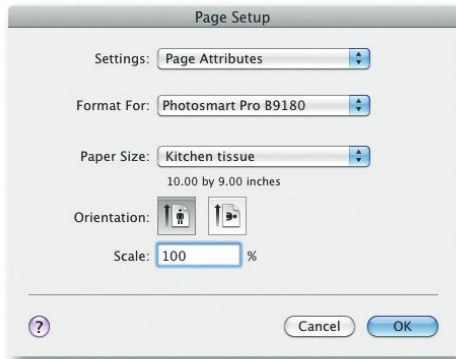 Page Setup
Settings: Page Attributes
Format For: Photosmart Pro B9180
Paper Size: Kitchen tissue
10.00 by 9.00 inches
Orientation:
Scale: 100 %
? Cancel OK